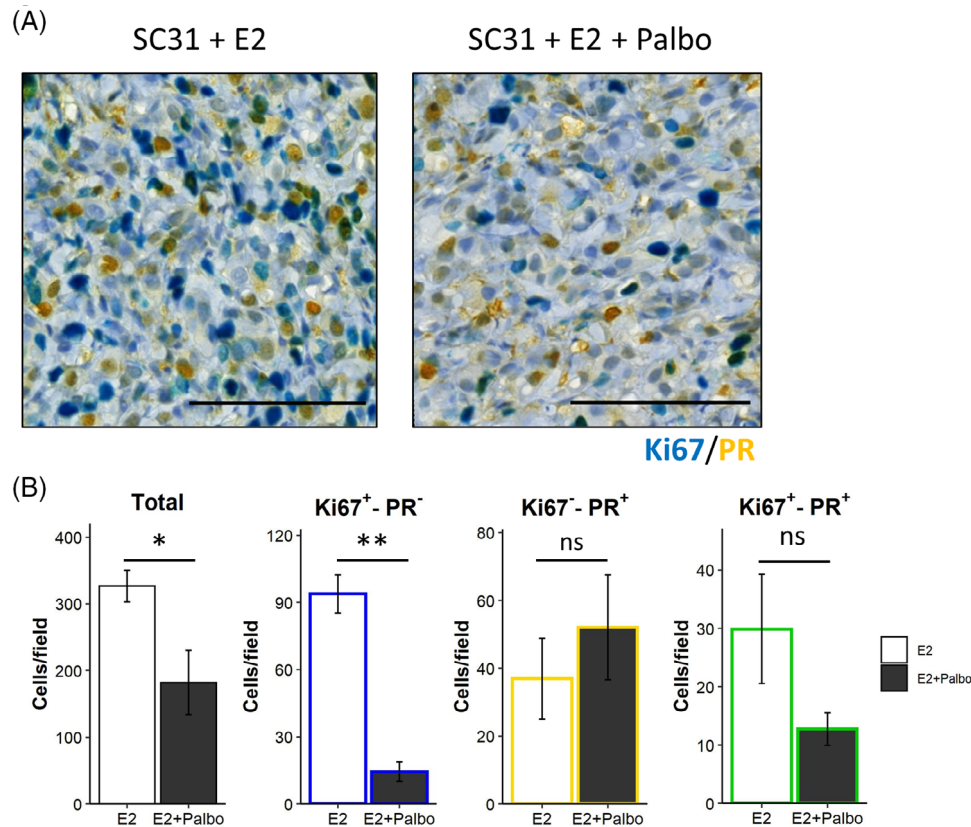 (A)
SC31 + E2
SC31 + E2 + Palbo
Ki67/PR
(B)
Total
Ki67⁺- PR⁻
Ki67⁻- PR⁺
Ki67⁺- PR⁺
Cells/field
400
300
200
100
0
*
E2 E2+Palbo
Cells/field
120
90
60
30
0
**
E2 E2+Palbo
Cells/field
80
60
40
20
0
ns
E2 E2+Palbo
Cells/field
40
30
20
10
0
ns
E2 E2+Palbo
E2
E2+Palbo